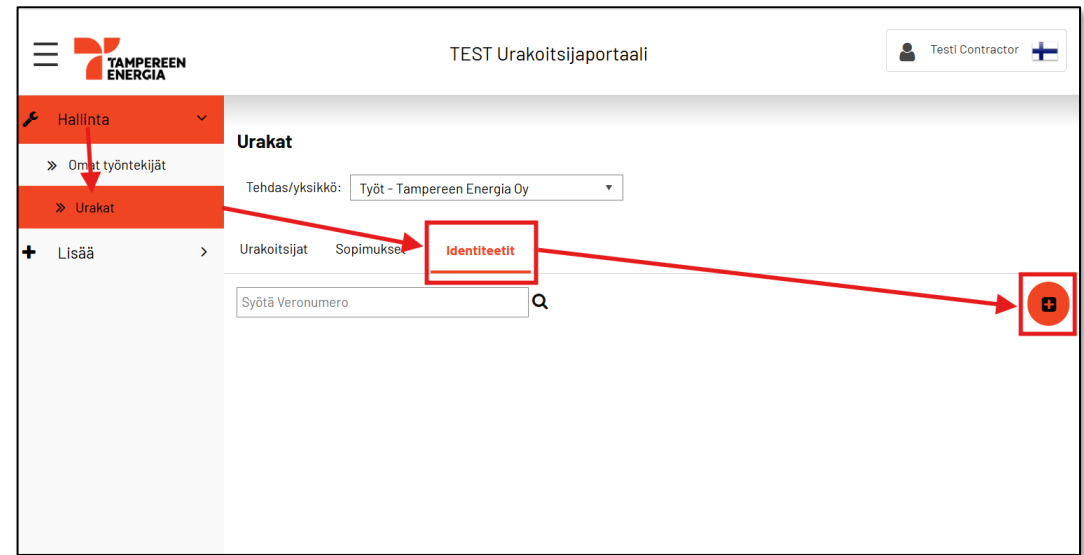 TAMPEREEN
ENERGIA
TEST Urakoitsijaportaali
Testi Contractor
Hallinta
Omat työntekijät
Urakat
Lisää
Urakat
Tehdas/yksikkö: Työt - Tampereen Energia Oy
Urakoitsijat Sopimukset Identiteetit
Syötä Veronumero